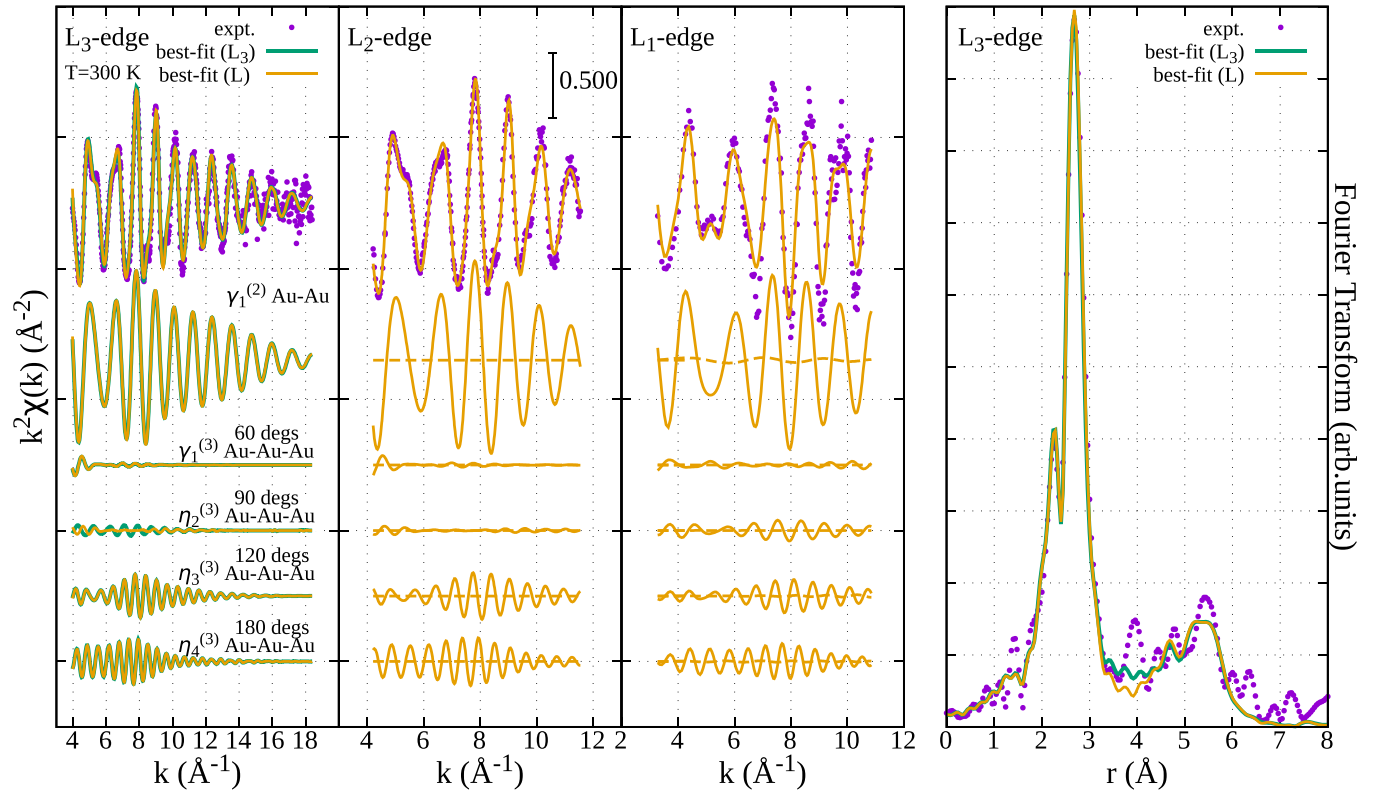 L₃-edge
T=300 K
expt.
best-fit (L₃)
best-fit (L)
γ₁⁽²⁾ Au-Au
60 degs
γ₁⁽³⁾ Au-Au-Au
90 degs
η₂⁽³⁾ Au-Au-Au
120 degs
η₃⁽³⁾ Au-Au-Au
180 degs
η₄⁽³⁾ Au-Au-Au
k²χ(k) (Å⁻²)
4 6 8 10 12 14 16 18
k (Å⁻¹)
L₂-edge
0.500
4 6 8 10 12
k (Å⁻¹)
L₁-edge
2 4 6 8 10 12
k (Å⁻¹)
L₃-edge
expt.
best-fit (L₃)
best-fit (L)
0 1 2 3 4 5 6 7 8
r (Å)
Fourier Transform (arb.units)